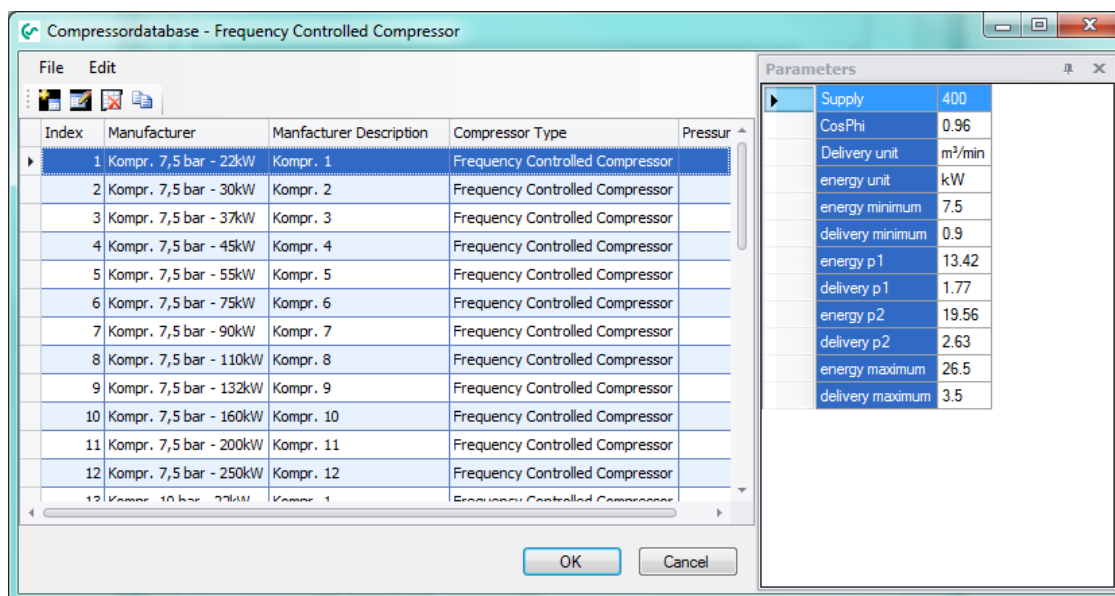 Compressordatabase - Frequency Controlled Compressor
File Edit
Index Manufacturer Manfacturer Description Compressor Type Pressur
1 Kompr. 7,5 bar - 22kW Kompr. 1 Frequency Controlled Compressor
2 Kompr. 7,5 bar - 30kW Kompr. 2 Frequency Controlled Compressor
3 Kompr. 7,5 bar - 37kW Kompr. 3 Frequency Controlled Compressor
4 Kompr. 7,5 bar - 45kW Kompr. 4 Frequency Controlled Compressor
5 Kompr. 7,5 bar - 55kW Kompr. 5 Frequency Controlled Compressor
6 Kompr. 7,5 bar - 75kW Kompr. 6 Frequency Controlled Compressor
7 Kompr. 7,5 bar - 90kW Kompr. 7 Frequency Controlled Compressor
8 Kompr. 7,5 bar - 110kW Kompr. 8 Frequency Controlled Compressor
9 Kompr. 7,5 bar - 132kW Kompr. 9 Frequency Controlled Compressor
10 Kompr. 7,5 bar - 160kW Kompr. 10 Frequency Controlled Compressor
11 Kompr. 7,5 bar - 200kW Kompr. 11 Frequency Controlled Compressor
12 Kompr. 7,5 bar - 250kW Kompr. 12 Frequency Controlled Compressor
13 Kompr. 10 bar - 22kW Kompr. 1 Frequency Controlled Compressor
OK Cancel
Parameters
Supply 400
CosPhi 0.96
Delivery unit m³/min
energy unit kW
energy minimum 7.5
delivery minimum 0.9
energy p1 13.42
delivery p1 1.77
energy p2 19.56
delivery p2 2.63
energy maximum 26.5
delivery maximum 3.5